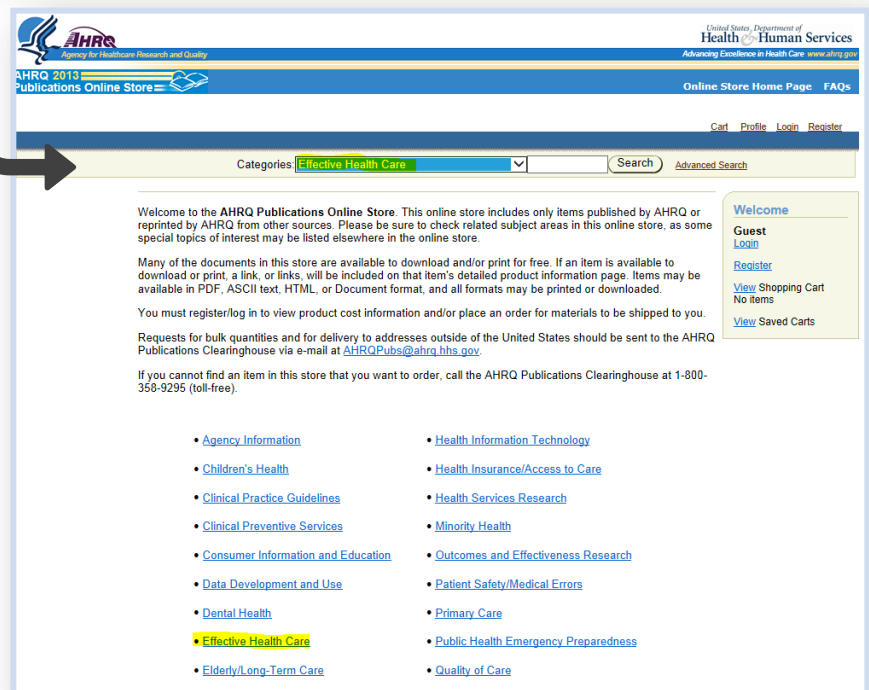 AHRQ
Agency for Healthcare Research and Quality
United States Department of
Health & Human Services
Advancing Excellence in Health Care www.ahrq.gov
AHRQ 2013
Publications Online Store
Online Store Home Page FAQs
Cart Profile Login Register
Categories: Effective Health Care Search Advanced Search
Welcome to the AHRQ Publications Online Store. This online store includes only items published by AHRQ or
reprinted by AHRQ from other sources. Please be sure to check related subject areas in this online store, as some
special topics of interest may be listed elsewhere in the online store.
Many of the documents in this store are available to download and/or print for free. If an item is available to
download or print, a link, or links, will be included on that item's detailed product information page. Items may be
available in PDF, ASCII text, HTML, or Document format, and all formats may be printed or downloaded.
You must register/log in to view product cost information and/or place an order for materials to be shipped to you.
Requests for bulk quantities and for delivery to addresses outside of the United States should be sent to the AHRQ
Publications Clearinghouse via e-mail at AHRQPubs@ahrq.hhs.gov.
If you cannot find an item in this store that you want to order, call the AHRQ Publications Clearinghouse at 1-800-
358-9295 (toll-free).
Welcome
Guest
Login
Register
View Shopping Cart
No items
View Saved Carts
• Agency Information
• Children's Health
• Clinical Practice Guidelines
• Clinical Preventive Services
• Consumer Information and Education
• Data Development and Use
• Dental Health
• Effective Health Care
• Elderly/Long-Term Care
• Health Information Technology
• Health Insurance/Access to Care
• Health Services Research
• Minority Health
• Outcomes and Effectiveness Research
• Patient Safety/Medical Errors
• Primary Care
• Public Health Emergency Preparedness
• Quality of Care